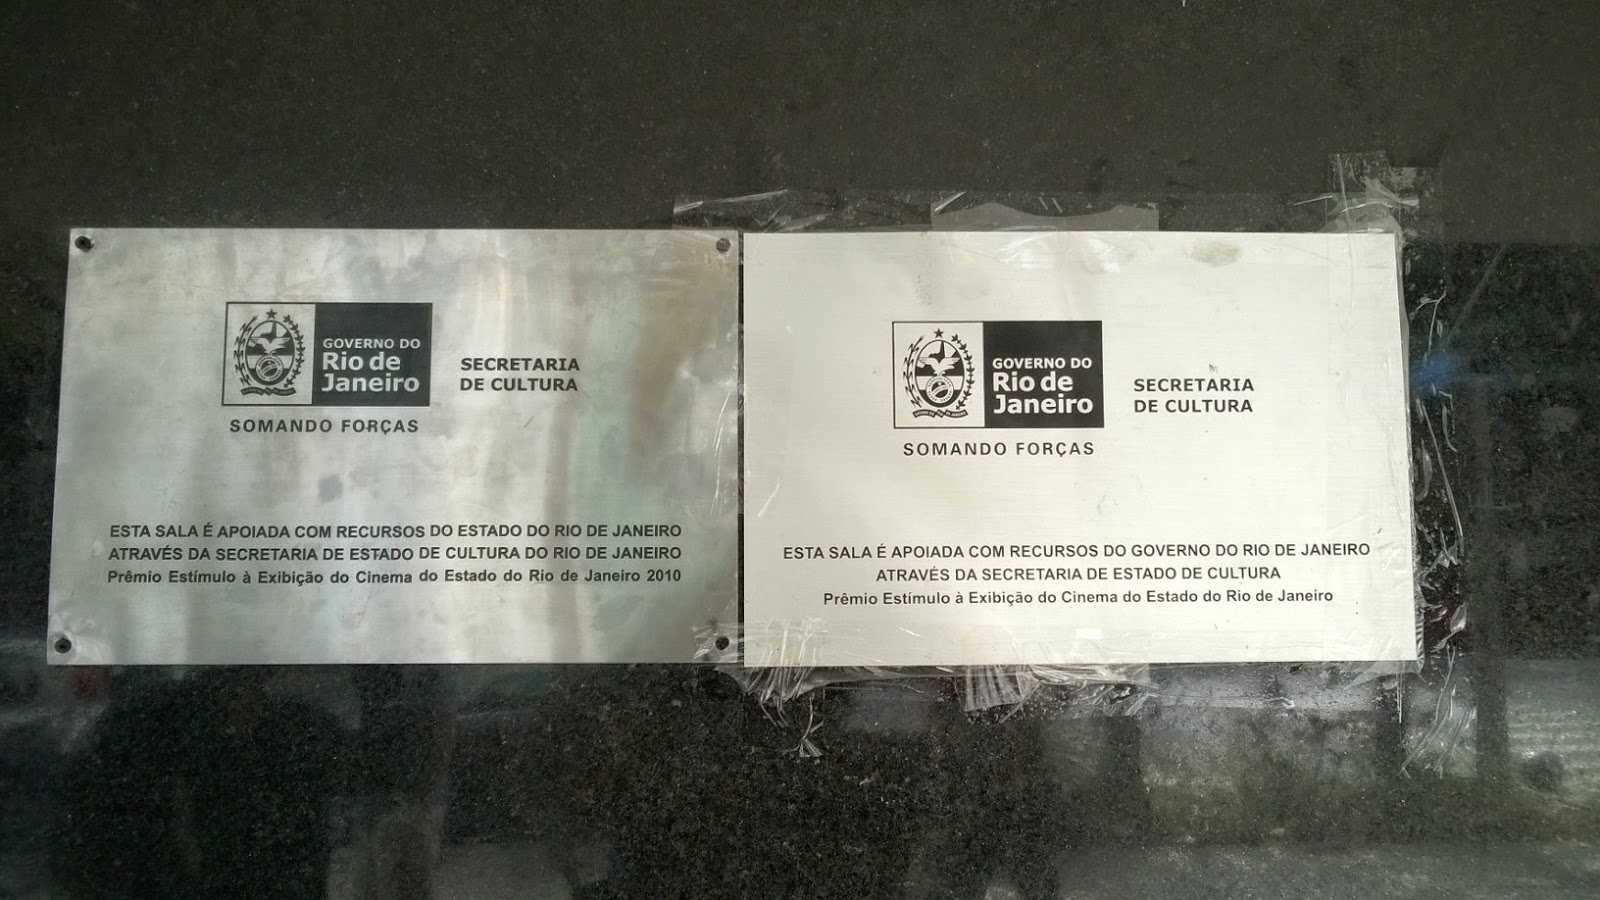 GOVERNO DO
Rio de
Janeiro
SECRETARIA
DE CULTURA
SOMANDO FORÇAS
ESTA SALA É APOIADA COM RECURSOS DO ESTADO DO RIO DE JANEIRO
ATRAVÉS DA SECRETARIA DE ESTADO DE CULTURA DO RIO DE JANEIRO
Prêmio Estímulo à Exibição do Cinema do Estado do Rio de Janeiro 2010
GOVERNO DO
Rio de
Janeiro
SECRETARIA
DE CULTURA
SOMANDO FORÇAS
ESTA SALA É APOIADA COM RECURSOS DO GOVERNO DO RIO DE JANEIRO
ATRAVÉS DA SECRETARIA DE ESTADO DE CULTURA
Prêmio Estímulo à Exibição do Cinema do Estado do Rio de Janeiro